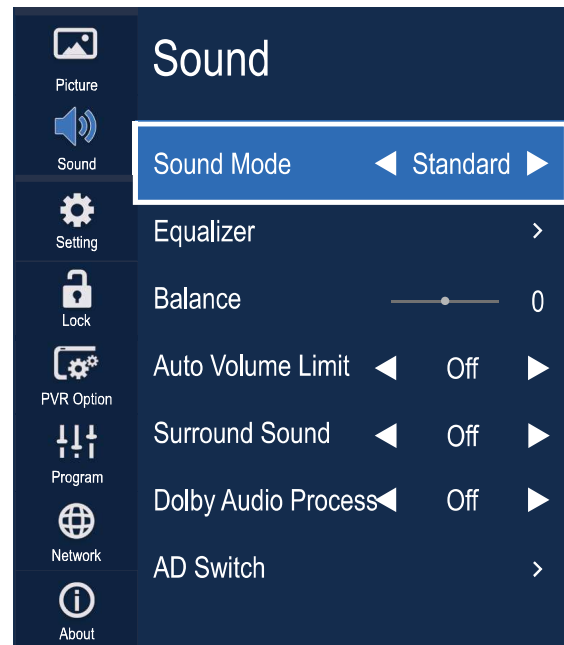 Picture
Sound
Setting
Lock
PVR Option
Program
Network
About
Sound
Sound Mode Standard
Equalizer
Balance 0
Auto Volume Limit Off
Surround Sound Off
Dolby Audio Process Off
AD Switch